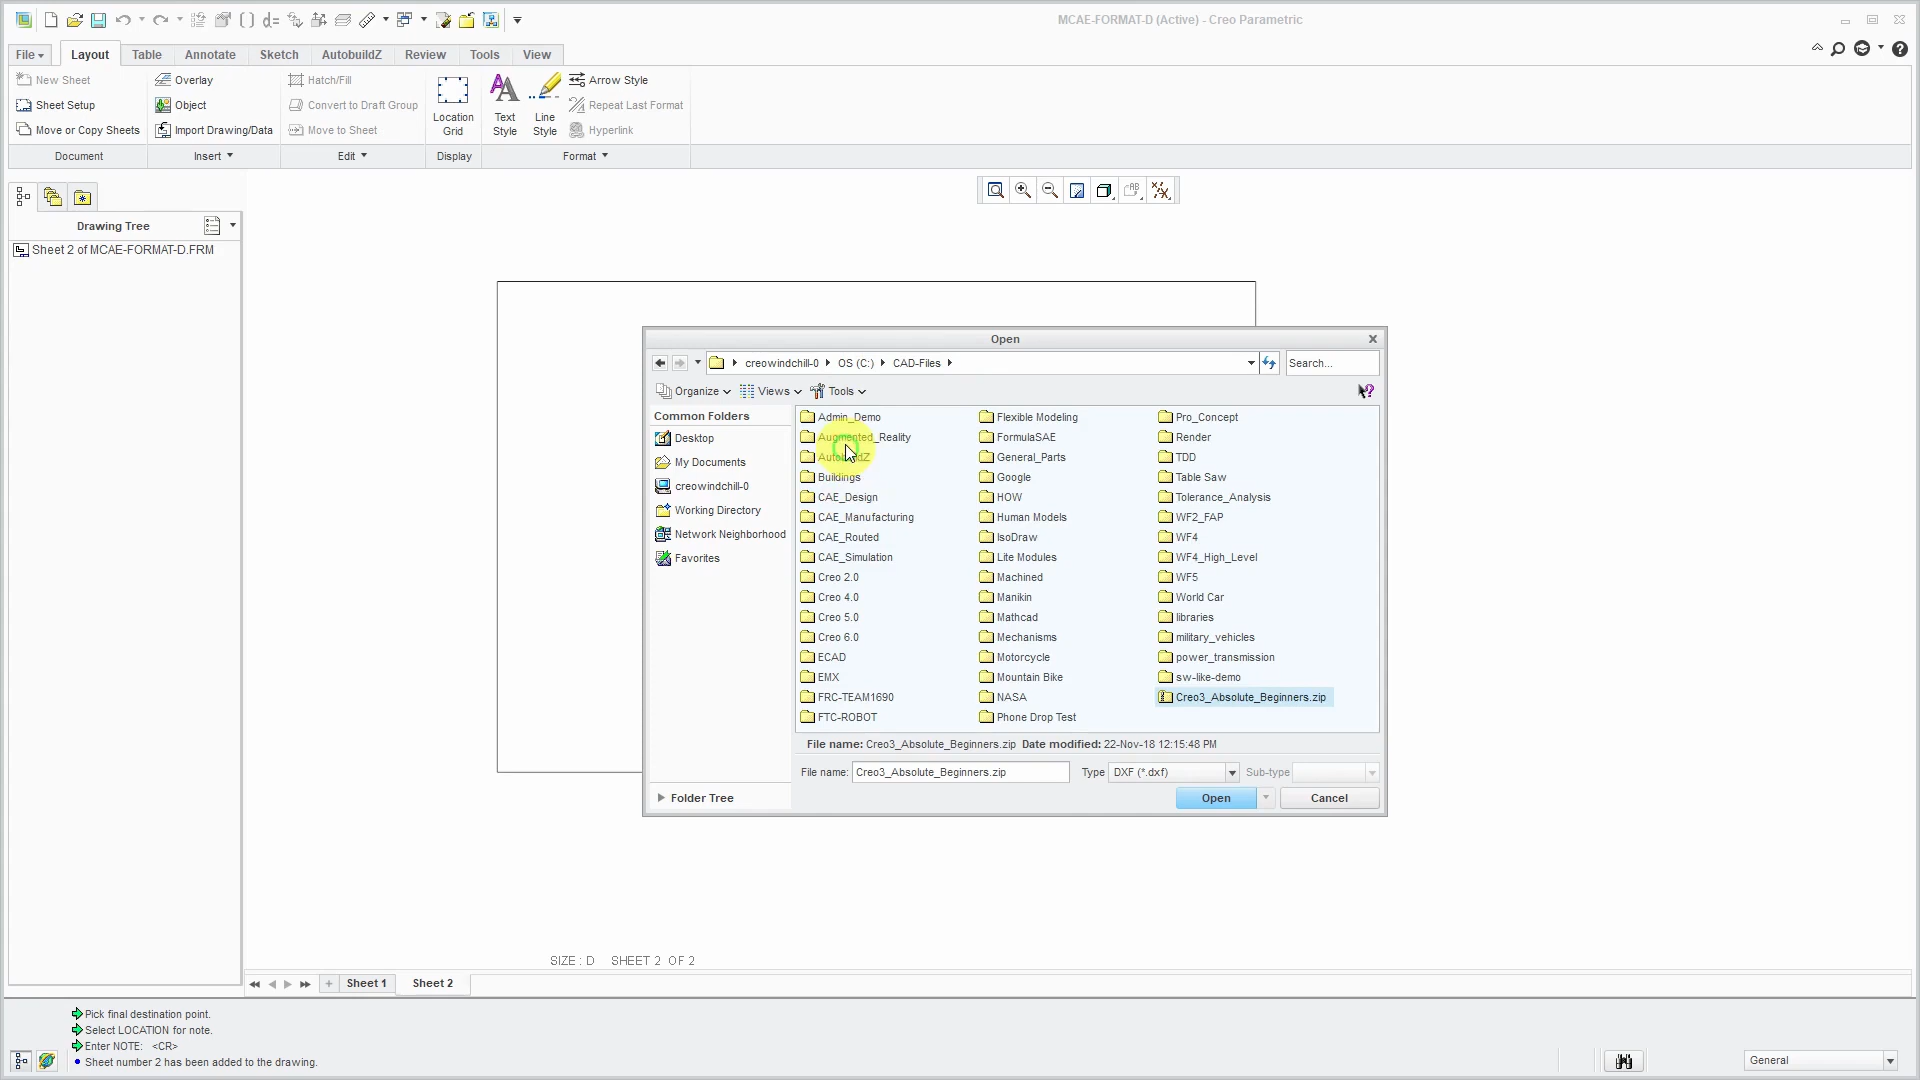 MCAE-FORMAT-D (Active) - Creo Parametric
File Layout Table Annotate Sketch AutobuildZ Review Tools View
New Sheet
Sheet Setup
Move or Copy Sheets
Document
Overlay
Object
Import Drawing/Data
Insert
Hatch/Fill
Convert to Draft Group
Move to Sheet
Edit
Location
Grid
Display
Text
Style
Line
Style
Arrow Style
Repeat Last Format
Hyperlink
Format
Drawing Tree
Sheet 2 of MCAE-FORMAT-D.FRM
Open
creowindchill-0 OS (C:) CAD-Files
Search...
Organize Views Tools
Common Folders
Desktop
My Documents
creowindchill-0
Working Directory
Network Neighborhood
Favorites
Folder Tree
Admin_Demo
Augmented_Reality
AutobuildZ
Buildings
CAE_Design
CAE_Manufacturing
CAE_Routed
CAE_Simulation
Creo 2.0
Creo 4.0
Creo 5.0
Creo 6.0
ECAD
EMX
FRC-TEAM1690
FTC-ROBOT
Flexible Modeling
FormulaSAE
General_Parts
Google
HOW
Human Models
IsoDraw
Lite Modules
Machined
Manikin
Mathcad
Mechanisms
Motorcycle
Mountain Bike
NASA
Phone Drop Test
Pro_Concept
Render
TDD
Table Saw
Tolerance_Analysis
WF2_FAP
WF4
WF4_High_Level
WF5
World Car
libraries
military_vehicles
power_transmission
sw-like-demo
Creo3_Absolute_Beginners.zip
File name: Creo3_Absolute_Beginners.zip Date modified: 22-Nov-18 12:15:48 PM
File name: Creo3_Absolute_Beginners.zip Type DXF (*.dxf) Sub-type
Open Cancel
SIZE : D SHEET 2 OF 2
Sheet 1 Sheet 2
Pick final destination point.
Select LOCATION for note.
Enter NOTE: <CR>
Sheet number 2 has been added to the drawing.
General